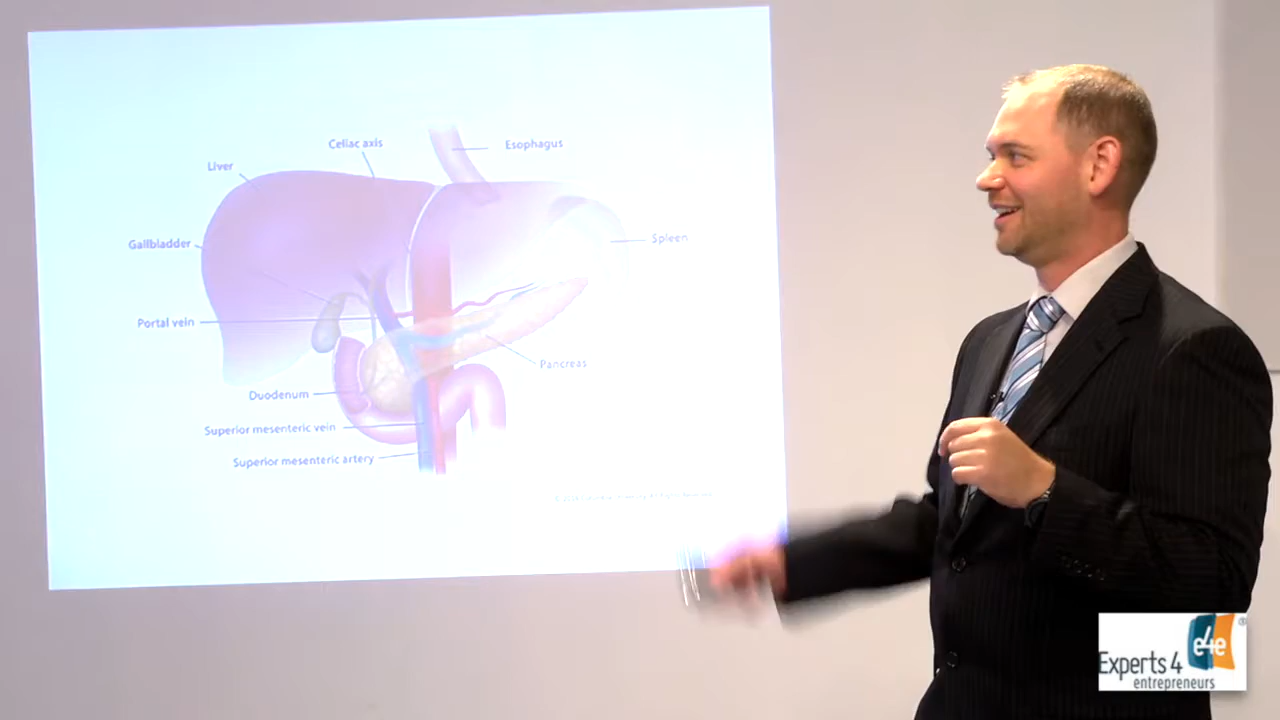 Celiac axis
Esophagus
Liver
Gallbladder
Spleen
Portal vein
Pancreas
Duodenum
Superior mesenteric vein
Superior mesenteric artery
e4e
®
Experts 4
entrepreneurs